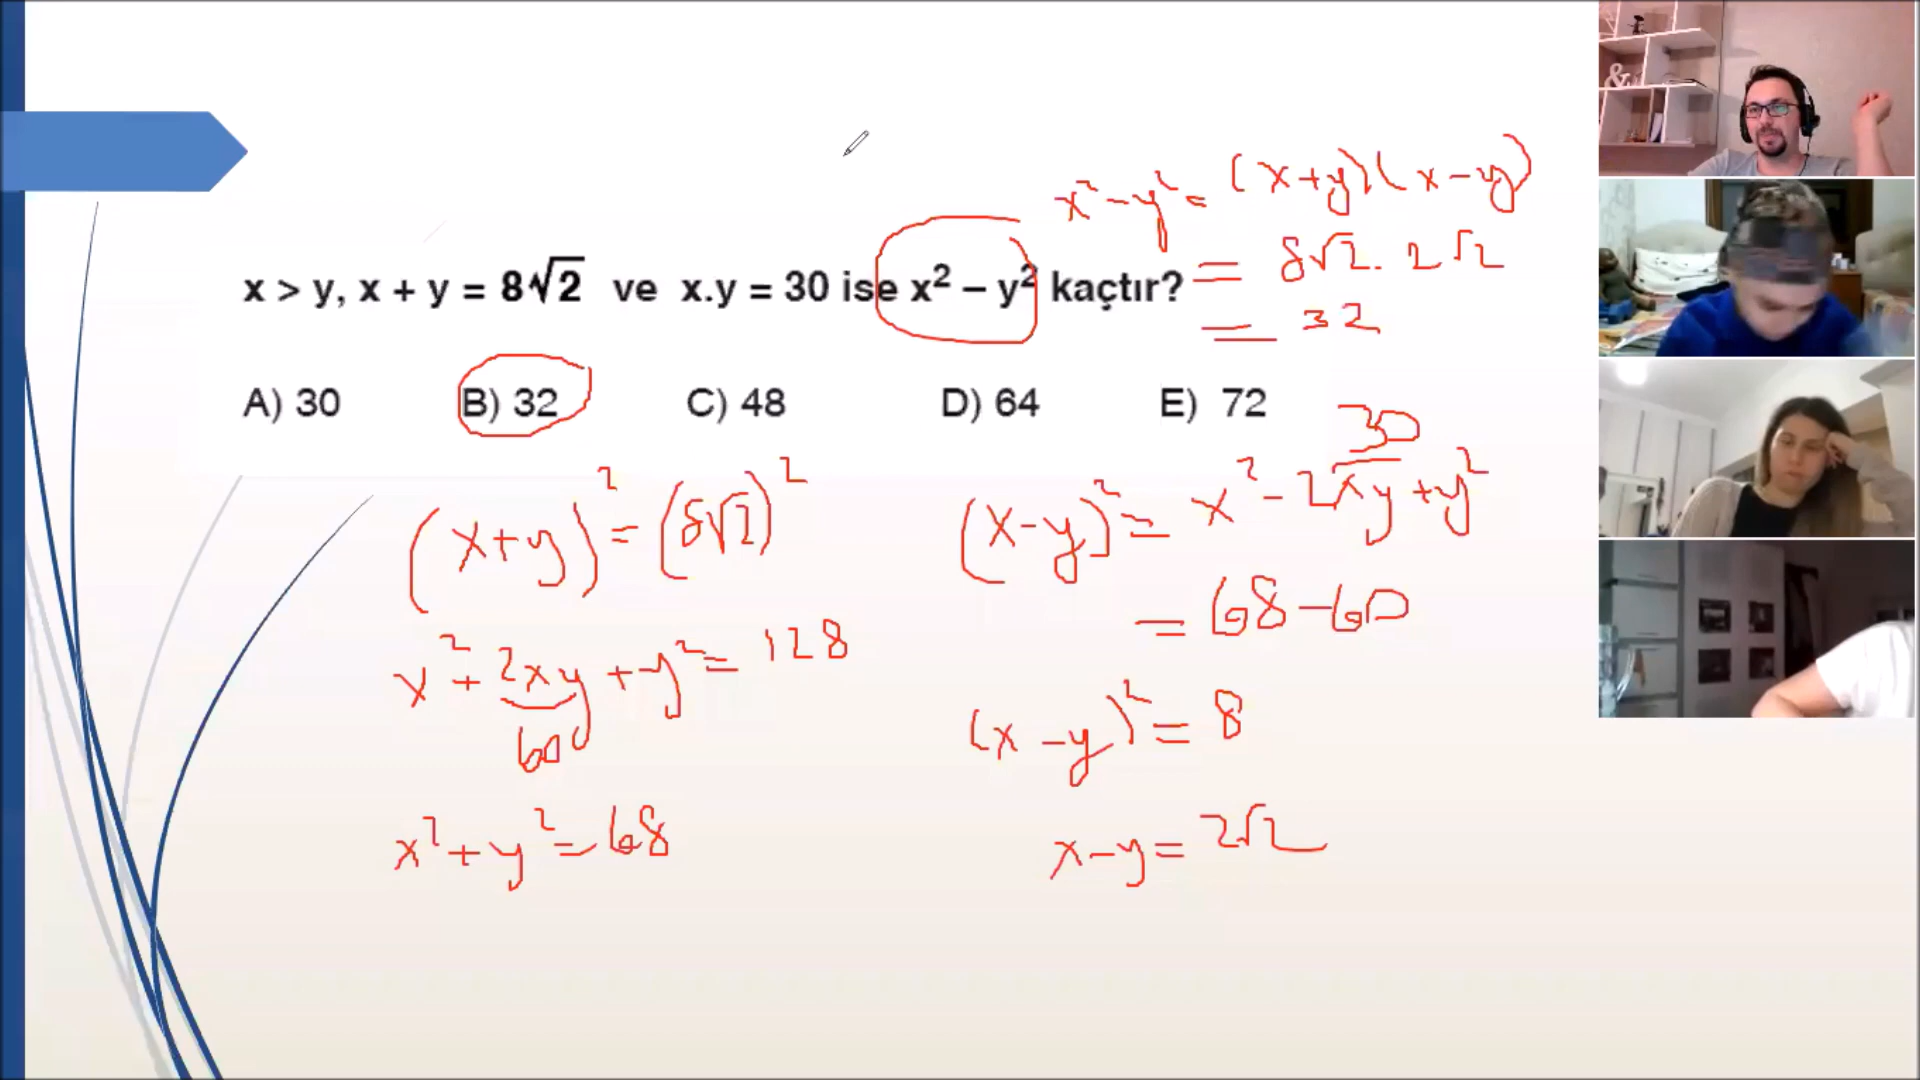 x² - y² = (x+y)(x-y)
= 8√2 . 2√2
= 32
x > y, x + y = 8√2 ve x.y = 30 ise x² – y² kaçtır?
A) 30 B) 32 C) 48 D) 64 E) 72
(x+y)² = (8√2)²
x² + 2xy + y² = 128
60
x² + y² = 68
30
(x-y)² = x² - 2xy + y²
= 68 - 60
(x-y)² = 8
x-y = 2√2
&